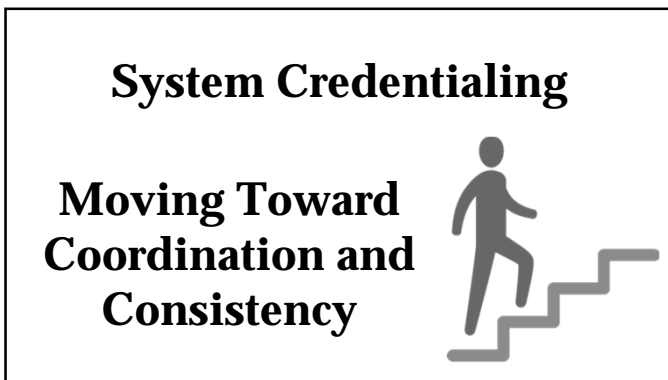 System Credentialing
Moving Toward
Coordination and
Consistency